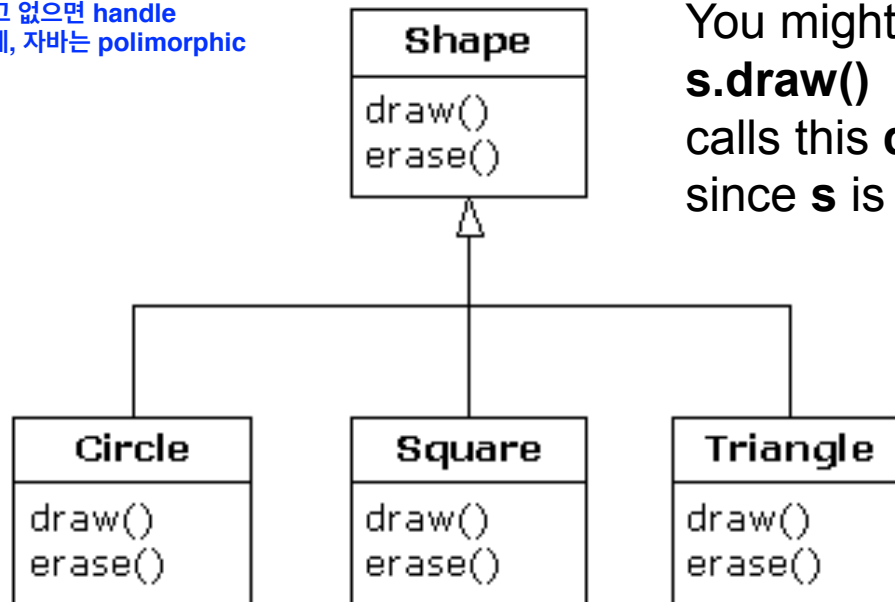 고 없으면 handle
, 자바는 polimorphic
You might
s.draw()
calls this
since s is
Shape
draw()
erase()
Circle
draw()
erase()
Square
draw()
erase()
Triangle
draw()
erase()